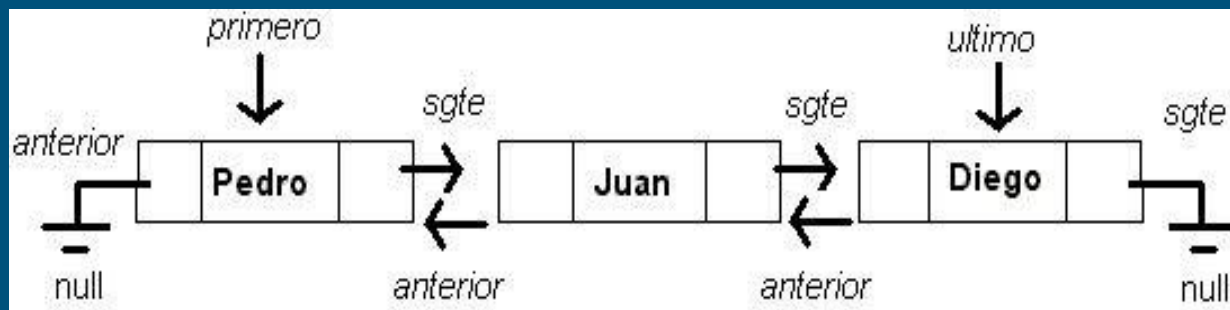 primero
ultimo
sgte
sgte
sgte
anterior
Pedro
Juan
Diego
null
anterior
anterior
null